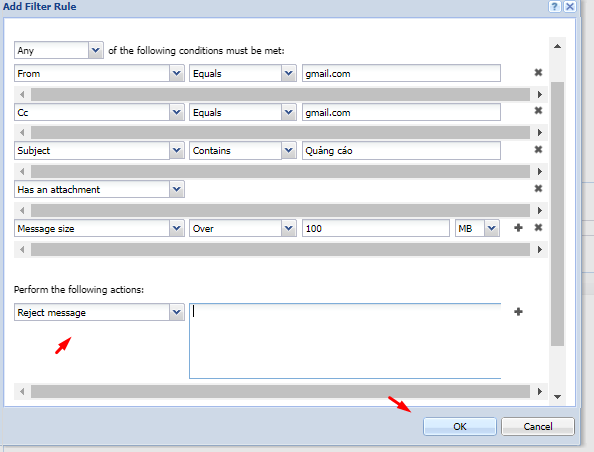 Add Filter Rule
Any of the following conditions must be met:
From Equals gmail.com
Cc Equals gmail.com
Subject Contains Quảng cáo
Has an attachment
Message size Over 100 MB
Perform the following actions:
Reject message
OK Cancel